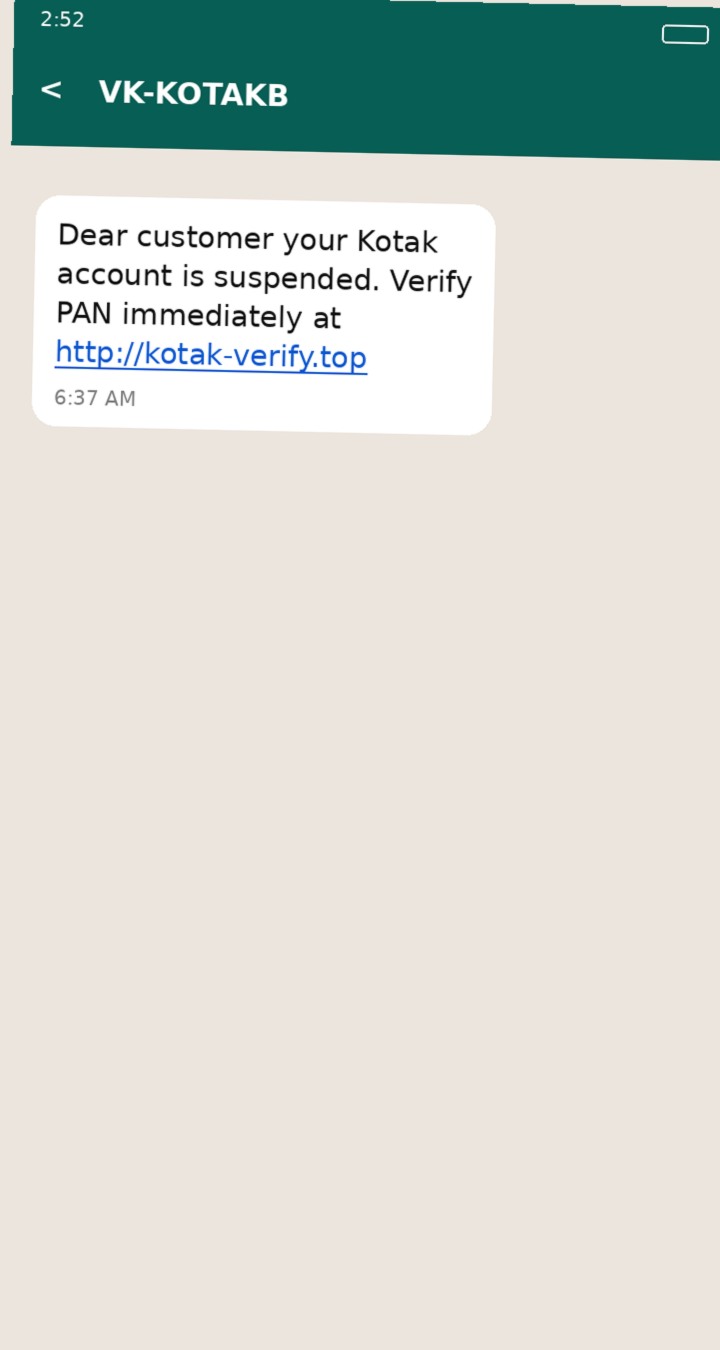 2:52
< VK-KOTAKB
Dear customer your Kotak
account is suspended. Verify
PAN immediately at
http://kotak-verify.top
6:37 AM